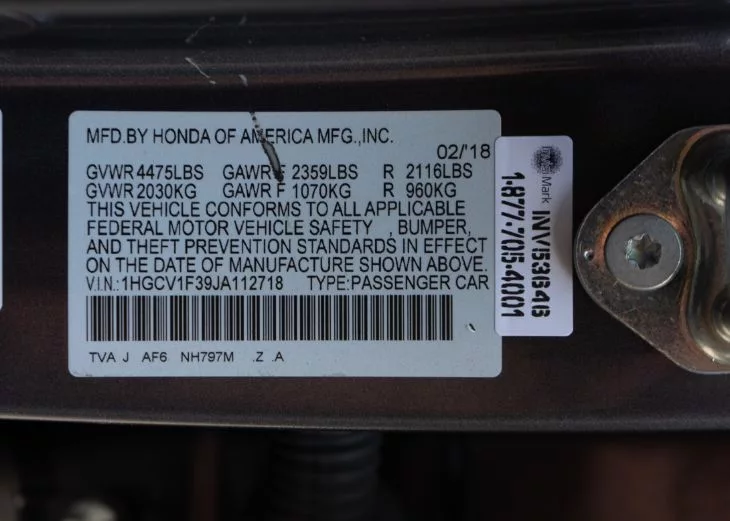 MFD.BY HONDA OF AMERICA MFG.,INC.
02/'18
GVWR 4475LBS GAWR F 2359LBS R 2116LBS
GVWR 2030KG GAWR F 1070KG R 960KG
THIS VEHICLE CONFORMS TO ALL APPLICABLE
FEDERAL MOTOR VEHICLE SAFETY , BUMPER,
AND THEFT PREVENTION STANDARDS IN EFFECT
ON THE DATE OF MANUFACTURE SHOWN ABOVE.
V.I.N.:1HGCV1F39JA112718 TYPE:PASSENGER CAR
TVA J AF6 NH797M .Z .A
Mark
INVI53646
1-877-705-4001